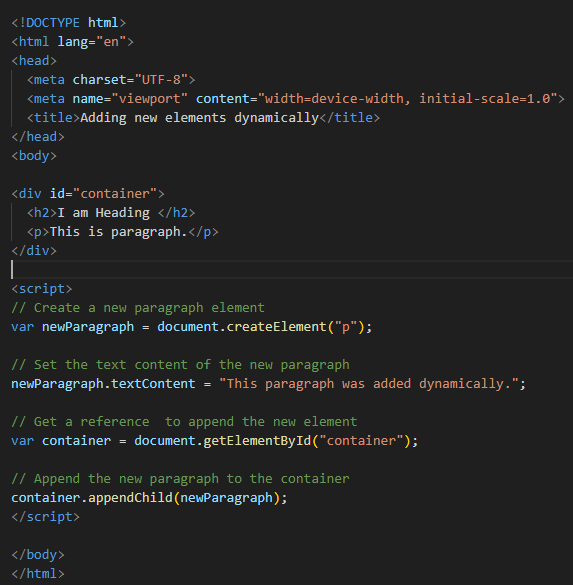 <!DOCTYPE html>
<html lang="en">
<head>
  <meta charset="UTF-8">
  <meta name="viewport" content="width=device-width, initial-scale=1.0">
  <title>Adding new elements dynamically</title>
</head>
<body>

<div id="container">
  <h2>I am Heading </h2>
  <p>This is paragraph.</p>
</div>

<script>
// Create a new paragraph element
var newParagraph = document.createElement("p");

// Set the text content of the new paragraph
newParagraph.textContent = "This paragraph was added dynamically.";

// Get a reference  to append the new element
var container = document.getElementById("container");

// Append the new paragraph to the container
container.appendChild(newParagraph);
</script>

</body>
</html>